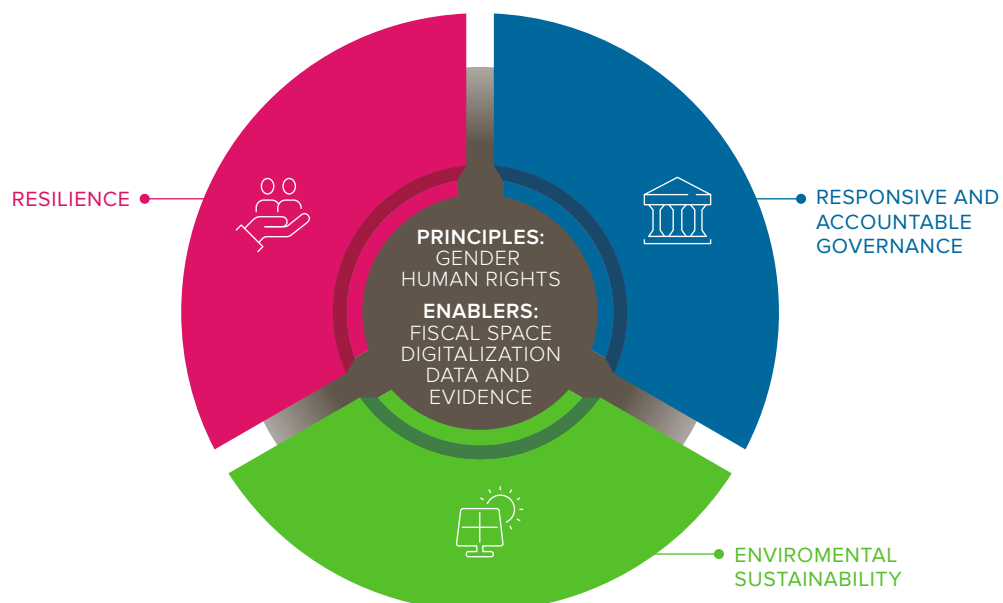 RESILIENCE
RESPONSIVE AND
ACCOUNTABLE
GOVERNANCE
PRINCIPLES:
GENDER
HUMAN RIGHTS
ENABLERS:
FISCAL SPACE
DIGITALIZATION
DATA AND
EVIDENCE
ENVIROMENTAL
SUSTAINABILITY